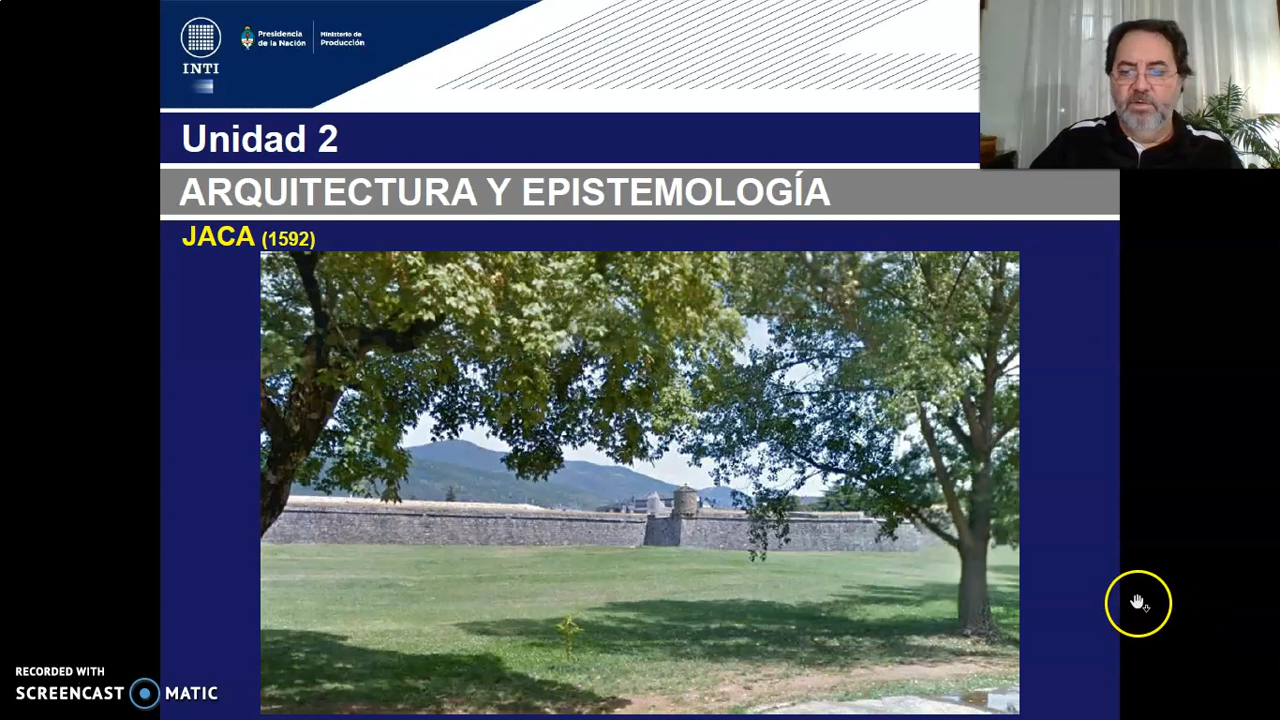 INTI
Presidencia
de la Nación
Ministerio de
Producción
Unidad 2
ARQUITECTURA Y EPISTEMOLOGÍA
JACA (1592)
RECORDED WITH
SCREENCAST MATIC